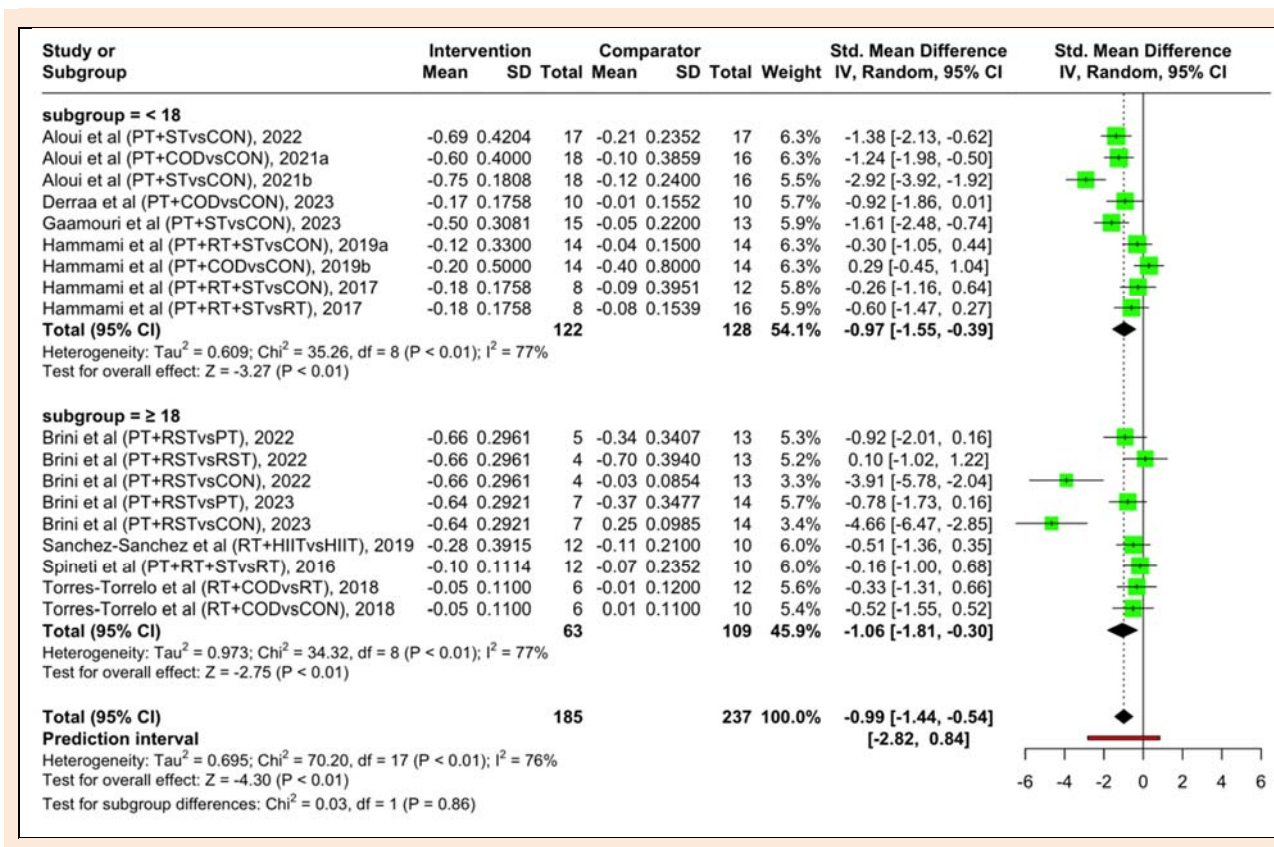 Study or Intervention Comparator Std. Mean Difference Std. Mean Difference
Subgroup Mean SD Total Mean SD Total Weight IV, Random, 95% CI IV, Random, 95% CI
subgroup = < 18
Aloui et al (PT+STvsCON), 2022 -0.69 0.4204 17 -0.21 0.2352 17 6.3% -1.38 [-2.13, -0.62]
Aloui et al (PT+CODvsCON), 2021a -0.60 0.4000 18 -0.10 0.3859 16 6.3% -1.24 [-1.98, -0.50]
Aloui et al (PT+STvsCON), 2021b -0.75 0.1808 18 -0.12 0.2400 16 5.5% -2.92 [-3.92, -1.92]
Derraa et al (PT+CODvsCON), 2023 -0.17 0.1758 10 -0.01 0.1552 10 5.7% -0.92 [-1.86, 0.01]
Gaamouri et al (PT+STvsCON), 2023 -0.50 0.3081 15 -0.05 0.2200 13 5.9% -1.61 [-2.48, -0.74]
Hammami et al (PT+RT+STvsCON), 2019a -0.12 0.3300 14 -0.04 0.1500 14 6.3% -0.30 [-1.05, 0.44]
Hammami et al (PT+CODvsCON), 2019b -0.20 0.5000 14 -0.40 0.8000 14 6.3% 0.29 [-0.45, 1.04]
Hammami et al (PT+RT+STvsCON), 2017 -0.18 0.1758 8 -0.09 0.3951 12 5.8% -0.26 [-1.16, 0.64]
Hammami et al (PT+RT+STvsRT), 2017 -0.18 0.1758 8 -0.08 0.1539 16 5.9% -0.60 [-1.47, 0.27]
Total (95% CI) 122 128 54.1% -0.97 [-1.55, -0.39]
Heterogeneity: Tau² = 0.609; Chi² = 35.26, df = 8 (P < 0.01); I² = 77%
Test for overall effect: Z = -3.27 (P < 0.01)
subgroup = ≥ 18
Brini et al (PT+RSTvsPT), 2022 -0.66 0.2961 5 -0.34 0.3407 13 5.3% -0.92 [-2.01, 0.16]
Brini et al (PT+RSTvsRST), 2022 -0.66 0.2961 4 -0.70 0.3940 13 5.2% 0.10 [-1.02, 1.22]
Brini et al (PT+RSTvsCON), 2022 -0.66 0.2961 4 -0.03 0.0854 13 3.3% -3.91 [-5.78, -2.04]
Brini et al (PT+RSTvsPT), 2023 -0.64 0.2921 7 -0.37 0.3477 14 5.7% -0.78 [-1.73, 0.16]
Brini et al (PT+RSTvsCON), 2023 -0.64 0.2921 7 0.25 0.0985 14 3.4% -4.66 [-6.47, -2.85]
Sanchez-Sanchez et al (RT+HIITvsHIIT), 2019 -0.28 0.3915 12 -0.11 0.2100 10 6.0% -0.51 [-1.36, 0.35]
Spineti et al (PT+RT+STvsRT), 2016 -0.10 0.1114 12 -0.07 0.2352 10 6.0% -0.16 [-1.00, 0.68]
Torres-Torrelo et al (RT+CODvsRT), 2018 -0.05 0.1100 6 -0.01 0.1200 12 5.6% -0.33 [-1.31, 0.66]
Torres-Torrelo et al (RT+CODvsCON), 2018 -0.05 0.1100 6 0.01 0.1100 10 5.4% -0.52 [-1.55, 0.52]
Total (95% CI) 63 109 45.9% -1.06 [-1.81, -0.30]
Heterogeneity: Tau² = 0.973; Chi² = 34.32, df = 8 (P < 0.01); I² = 77%
Test for overall effect: Z = -2.75 (P < 0.01)
Total (95% CI) 185 237 100.0% -0.99 [-1.44, -0.54]
Prediction interval [-2.82, 0.84]
Heterogeneity: Tau² = 0.695; Chi² = 70.20, df = 17 (P < 0.01); I² = 76%
Test for overall effect: Z = -4.30 (P < 0.01)
-6 -4 -2 0 2 4 6
Test for subgroup differences: Chi² = 0.03, df = 1 (P = 0.86)